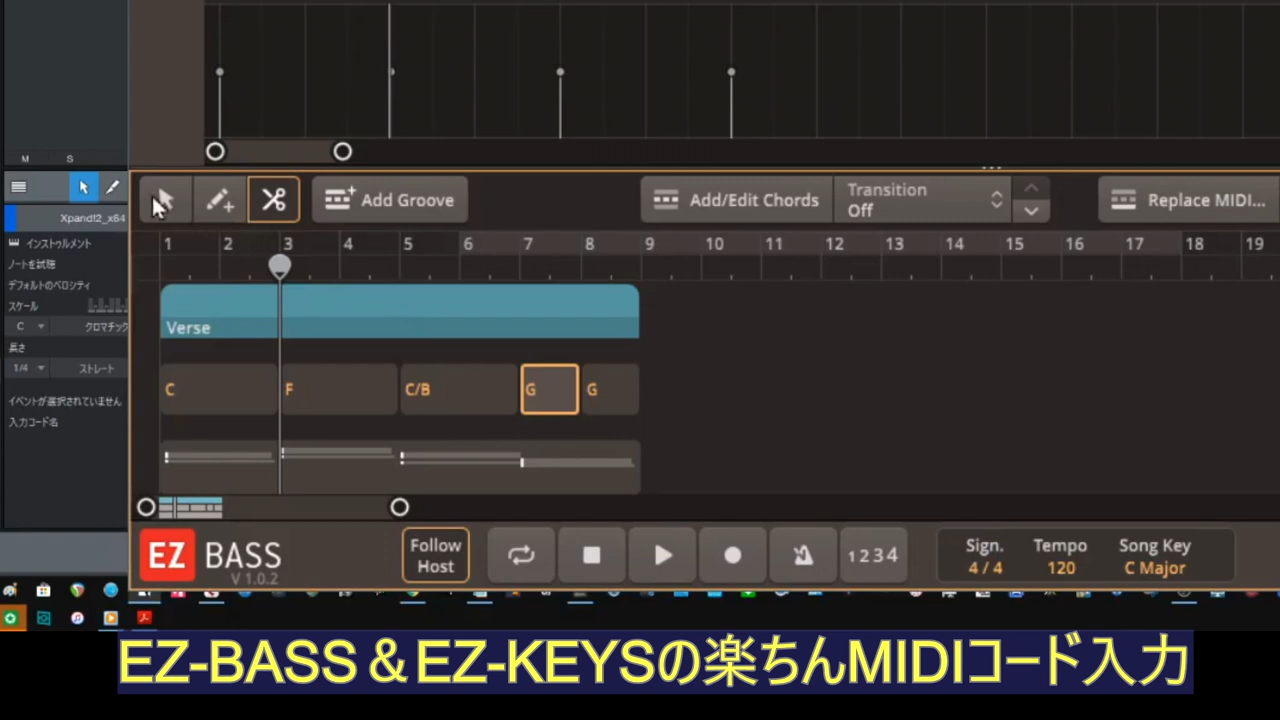 M S
Add Groove
Add/Edit Chords
Transition
Off
Replace MIDI...
Xpand!2_x64
インストゥルメント
ノートを試聴
デフォルトのベロシティ
スケール
C クロマチック
長さ
1/4 ストレート
イベントが選択されていません
入力コード名
1 2 3 4 5 6 7 8 9 10 11 12 13 14 15 16 17 18 19
Verse
C F C/B G G
EZ BASS
V 1.0.2
Follow
Host
1234
Sign. Tempo Song Key
4 / 4 120 C Major
EZ-BASS＆EZ-KEYSの楽ちんMIDIコード入力